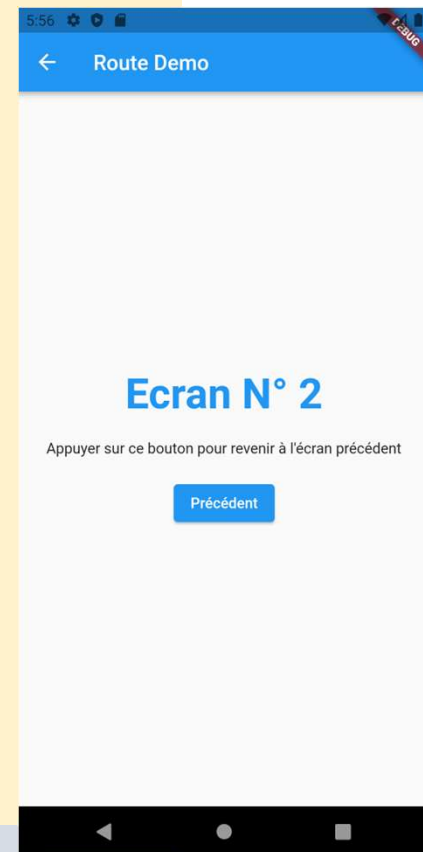 5:56
DEBUG
Route Demo
Ecran N° 2
Appuyer sur ce bouton pour revenir à l'écran précédent
Précédent